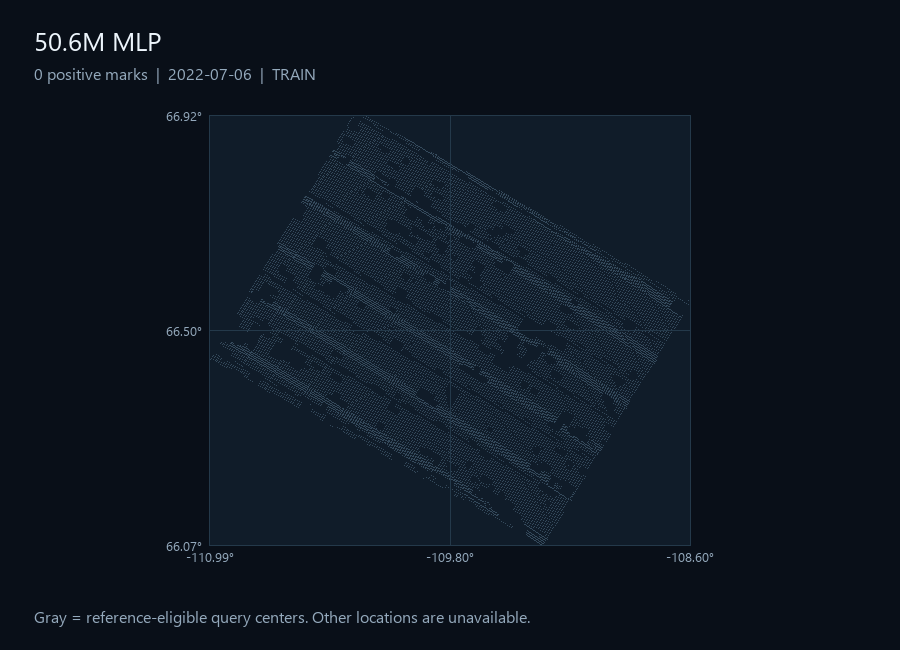 50.6M MLP
0 positive marks | 2022-07-06 | TRAIN
66.92°
66.50°
66.07°
-110.99°
-109.80°
-108.60°
Gray = reference-eligible query centers. Other locations are unavailable.